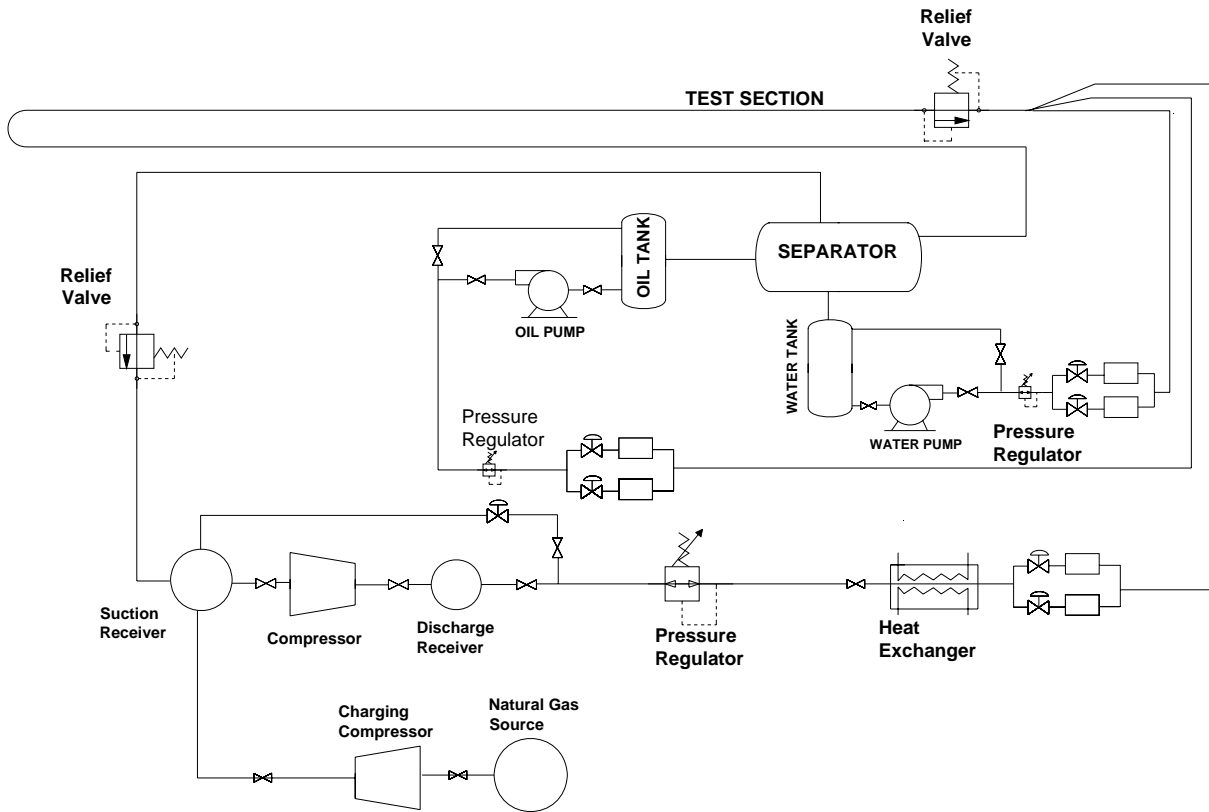 Relief
Valve
TEST SECTION
OIL TANK
SEPARATOR
Relief
Valve
OIL PUMP
WATER TANK
WATER PUMP
Pressure
Regulator
Pressure
Regulator
Suction
Receiver
Compressor
Discharge
Receiver
Pressure
Regulator
Heat
Exchanger
Charging
Compressor
Natural Gas
Source